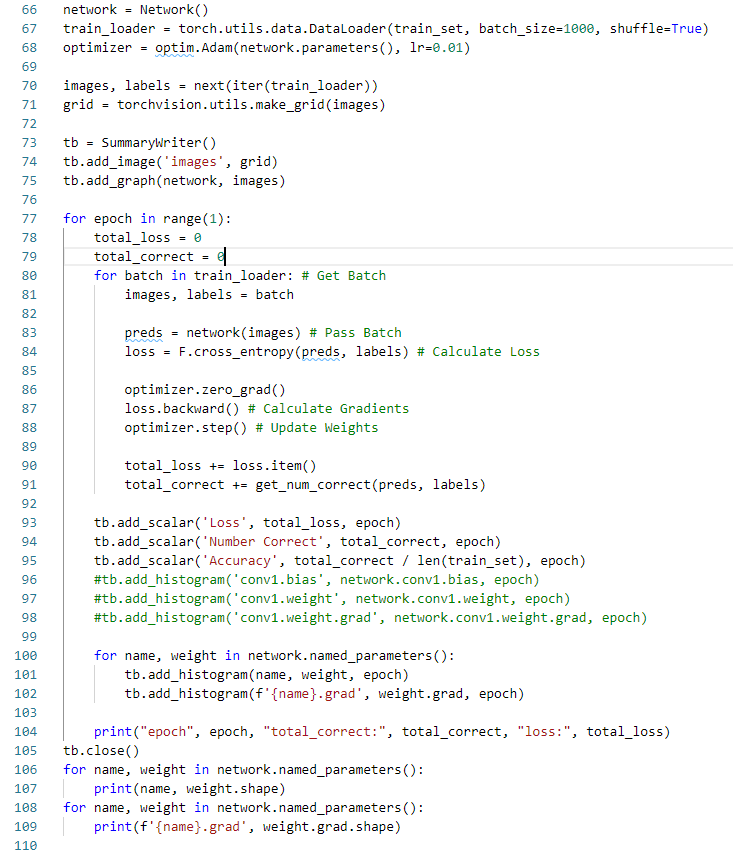 66 network = Network()
67 train_loader = torch.utils.data.DataLoader(train_set, batch_size=1000, shuffle=True)
68 optimizer = optim.Adam(network.parameters(), lr=0.01)
69
70 images, labels = next(iter(train_loader))
71 grid = torchvision.utils.make_grid(images)
72
73 tb = SummaryWriter()
74 tb.add_image('images', grid)
75 tb.add_graph(network, images)
76
77 for epoch in range(1):
78     total_loss = 0
79     total_correct = 0
80     for batch in train_loader: # Get Batch
81         images, labels = batch
82
83         preds = network(images) # Pass Batch
84         loss = F.cross_entropy(preds, labels) # Calculate Loss
85
86         optimizer.zero_grad()
87         loss.backward() # Calculate Gradients
88         optimizer.step() # Update Weights
89
90         total_loss += loss.item()
91         total_correct += get_num_correct(preds, labels)
92
93     tb.add_scalar('Loss', total_loss, epoch)
94     tb.add_scalar('Number Correct', total_correct, epoch)
95     tb.add_scalar('Accuracy', total_correct / len(train_set), epoch)
96     #tb.add_histogram('conv1.bias', network.conv1.bias, epoch)
97     #tb.add_histogram('conv1.weight', network.conv1.weight, epoch)
98     #tb.add_histogram('conv1.weight.grad', network.conv1.weight.grad, epoch)
99
100     for name, weight in network.named_parameters():
101         tb.add_histogram(name, weight, epoch)
102         tb.add_histogram(f'{name}.grad', weight.grad, epoch)
103
104     print("epoch", epoch, "total_correct:", total_correct, "loss:", total_loss)
105 tb.close()
106 for name, weight in network.named_parameters():
107     print(name, weight.shape)
108 for name, weight in network.named_parameters():
109     print(f'{name}.grad', weight.grad.shape)
110